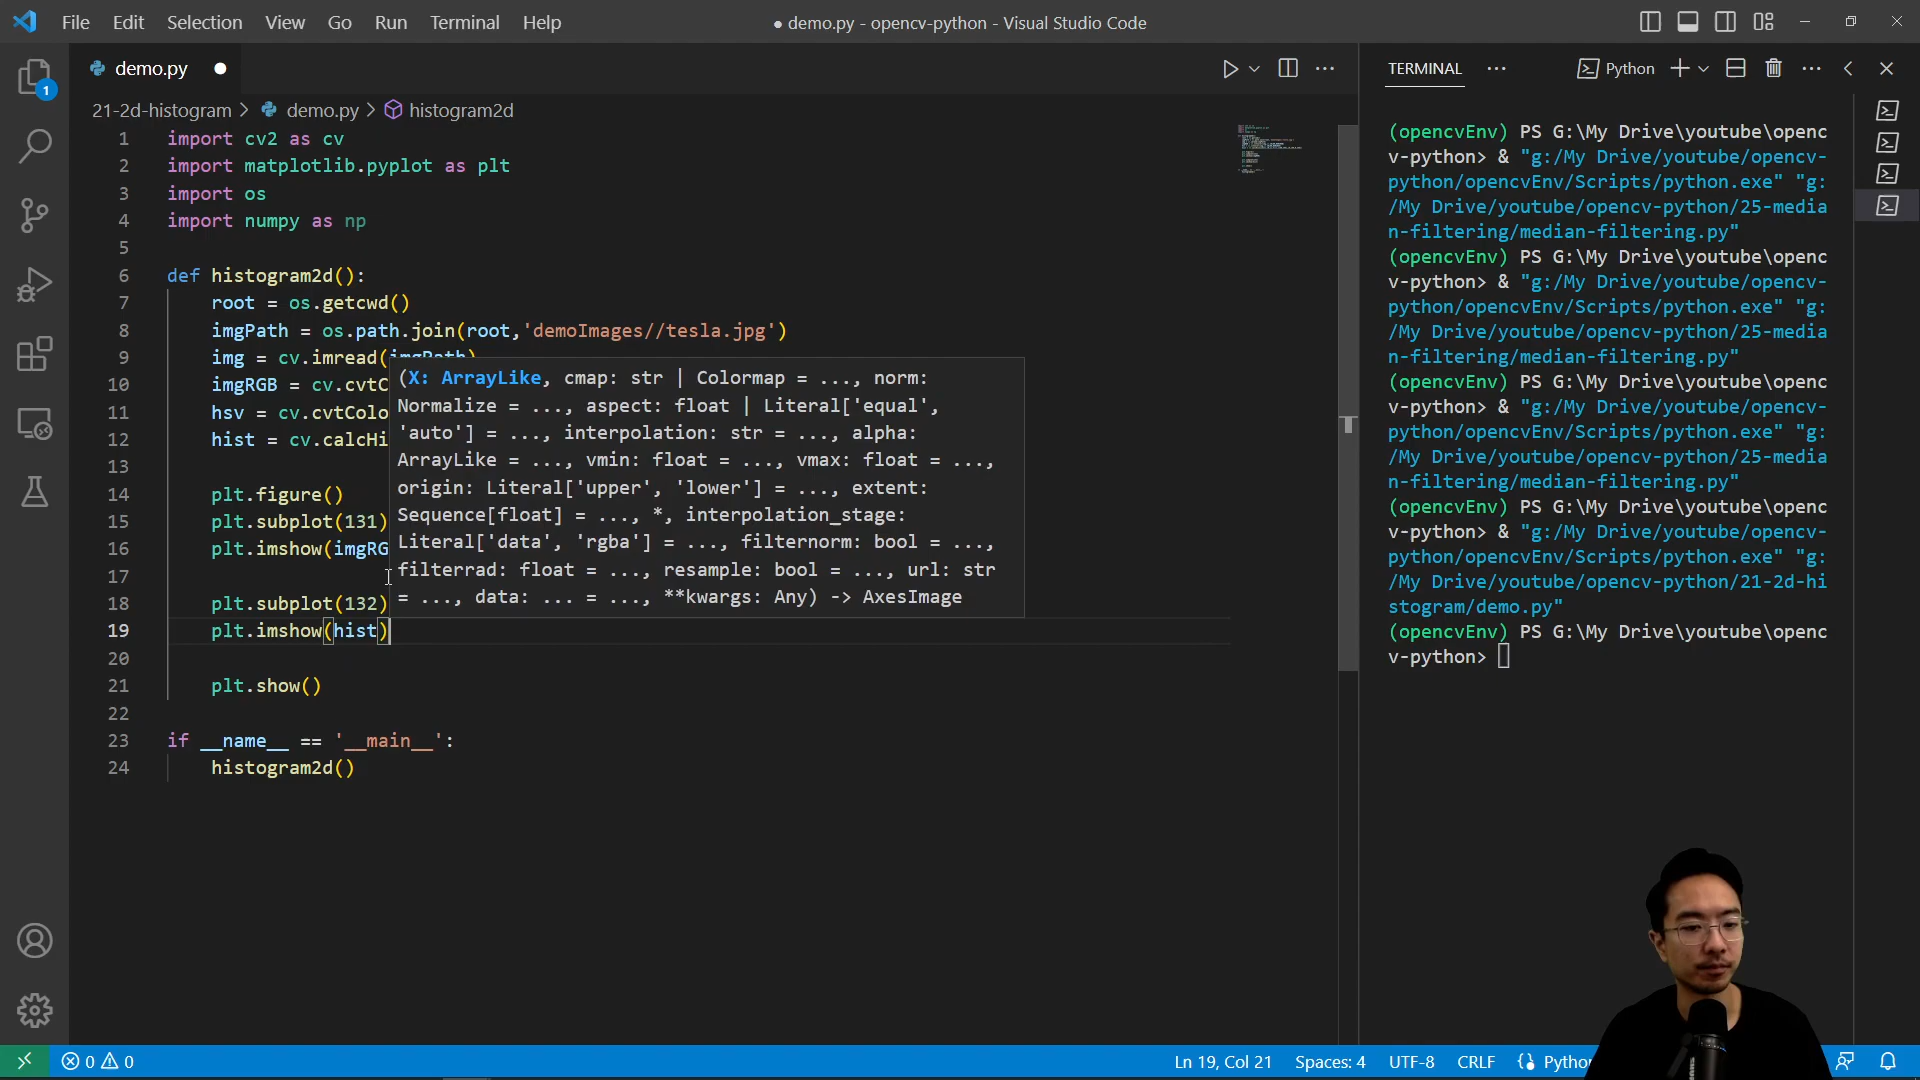 File Edit Selection View Go Run Terminal Help
● demo.py - opencv-python - Visual Studio Code
demo.py
21-2d-histogram > demo.py > histogram2d
1 import cv2 as cv
2 import matplotlib.pyplot as plt
3 import os
4 import numpy as np
5
6 def histogram2d():
7 root = os.getcwd()
8 imgPath = os.path.join(root,'demoImages//tesla.jpg')
9 img = cv.imread(imgPath)
10 imgRGB = cv.cvtC
11 hsv = cv.cvtColo
12 hist = cv.calcHi
13
14 plt.figure()
15 plt.subplot(131)
16 plt.imshow(imgRG
17
18 plt.subplot(132)
19 plt.imshow(hist)
20
21 plt.show()
22
23 if __name__ == '__main__':
24 histogram2d()
(X: ArrayLike, cmap: str | Colormap = ..., norm:
Normalize = ..., aspect: float | Literal['equal',
'auto'] = ..., interpolation: str = ..., alpha:
ArrayLike = ..., vmin: float = ..., vmax: float = ...,
origin: Literal['upper', 'lower'] = ..., extent:
Sequence[float] = ..., *, interpolation_stage:
Literal['data', 'rgba'] = ..., filternorm: bool = ...,
filterrad: float = ..., resample: bool = ..., url: str
= ..., data: ... = ..., **kwargs: Any) -> AxesImage
TERMINAL
Python
(opencvEnv) PS G:\My Drive\youtube\openc
v-python> & "g:/My Drive/youtube/opencv-
python/opencvEnv/Scripts/python.exe" "g:
/My Drive/youtube/opencv-python/25-media
n-filtering/median-filtering.py"
(opencvEnv) PS G:\My Drive\youtube\openc
v-python> & "g:/My Drive/youtube/opencv-
python/opencvEnv/Scripts/python.exe" "g:
/My Drive/youtube/opencv-python/25-media
n-filtering/median-filtering.py"
(opencvEnv) PS G:\My Drive\youtube\openc
v-python> & "g:/My Drive/youtube/opencv-
python/opencvEnv/Scripts/python.exe" "g:
/My Drive/youtube/opencv-python/25-media
n-filtering/median-filtering.py"
(opencvEnv) PS G:\My Drive\youtube\openc
v-python> & "g:/My Drive/youtube/opencv-
python/opencvEnv/Scripts/python.exe" "g:
/My Drive/youtube/opencv-python/21-2d-hi
stogram/demo.py"
(opencvEnv) PS G:\My Drive\youtube\openc
v-python>
1
0 0
Ln 19, Col 21 Spaces: 4 UTF-8 CRLF Pytho